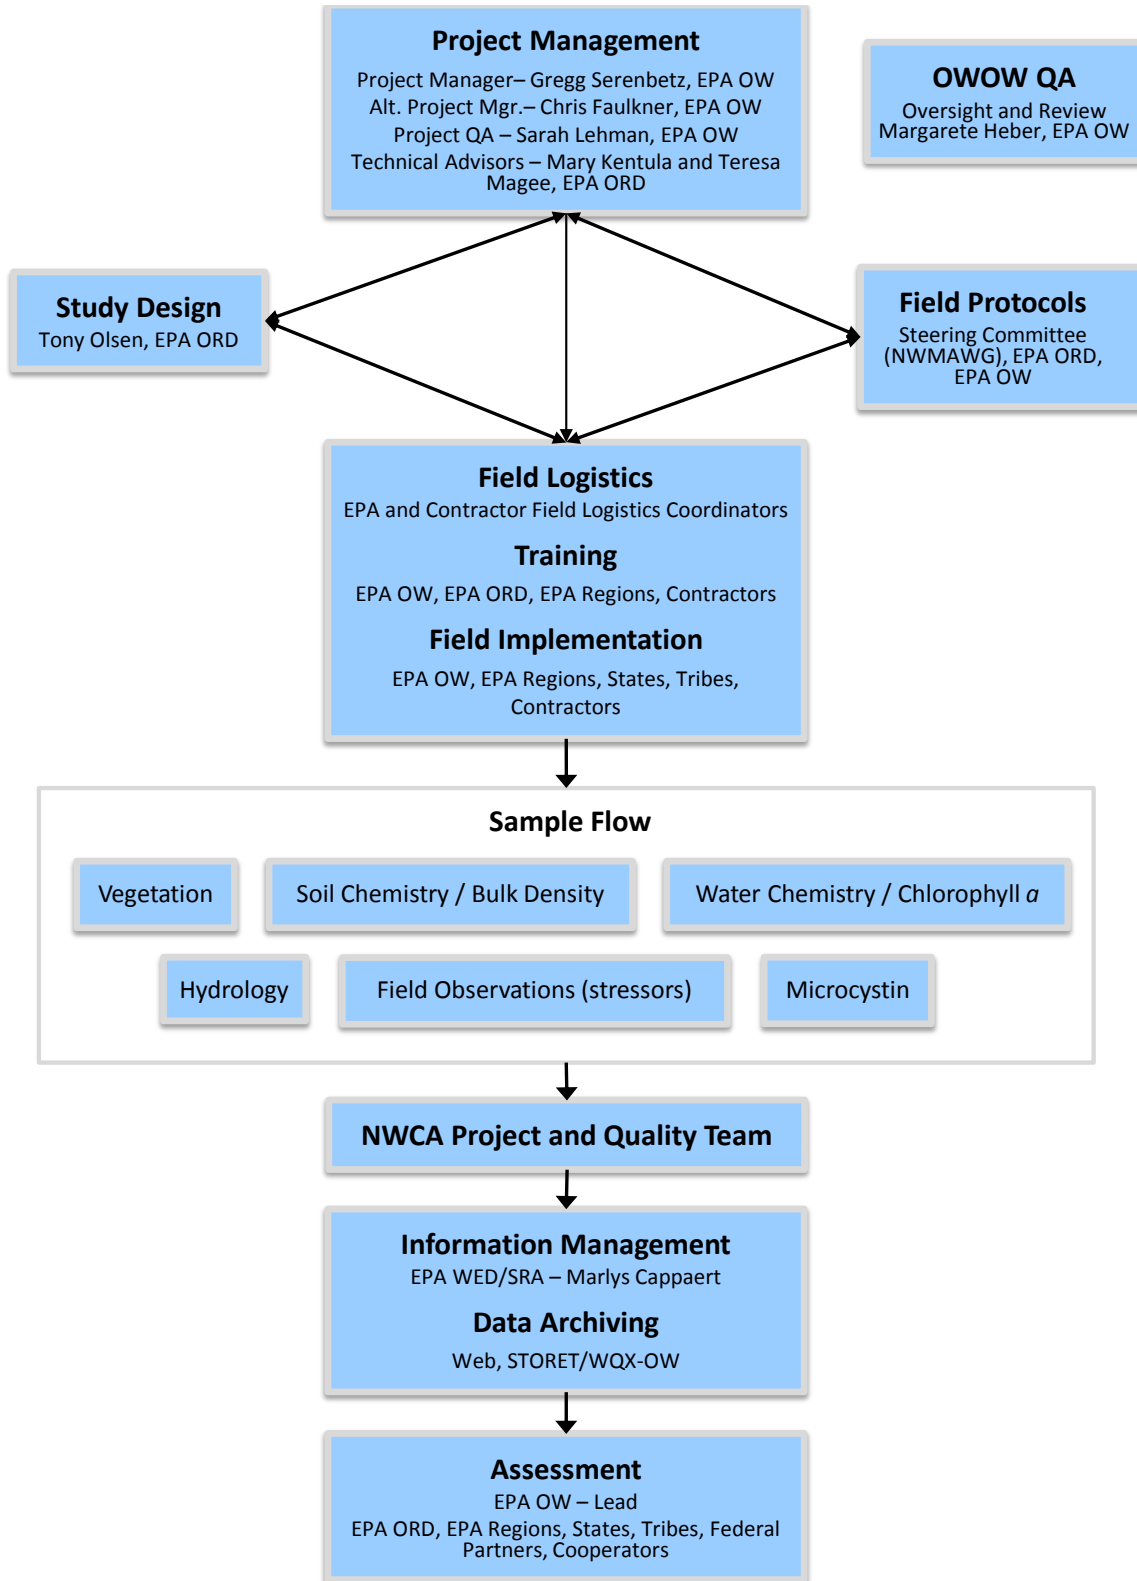 Project Management
Project Manager– Gregg Serenbetz, EPA OW
Alt. Project Mgr.– Chris Faulkner, EPA OW
Project QA – Sarah Lehman, EPA OW
Technical Advisors – Mary Kentula and Teresa
Magee, EPA ORD
OWOW QA
Oversight and Review
Margarete Heber, EPA OW
Study Design
Tony Olsen, EPA ORD
Field Protocols
Steering Committee
(NWMAWG), EPA ORD,
EPA OW
Field Logistics
EPA and Contractor Field Logistics Coordinators
Training
EPA OW, EPA ORD, EPA Regions, Contractors
Field Implementation
EPA OW, EPA Regions, States, Tribes,
Contractors
Sample Flow
Vegetation
Soil Chemistry / Bulk Density
Water Chemistry / Chlorophyll a
Hydrology
Field Observations (stressors)
Microcystin
NWCA Project and Quality Team
Information Management
EPA WED/SRA – Marlys Cappaert
Data Archiving
Web, STORET/WQX-OW
Assessment
EPA OW – Lead
EPA ORD, EPA Regions, States, Tribes, Federal
Partners, Cooperators